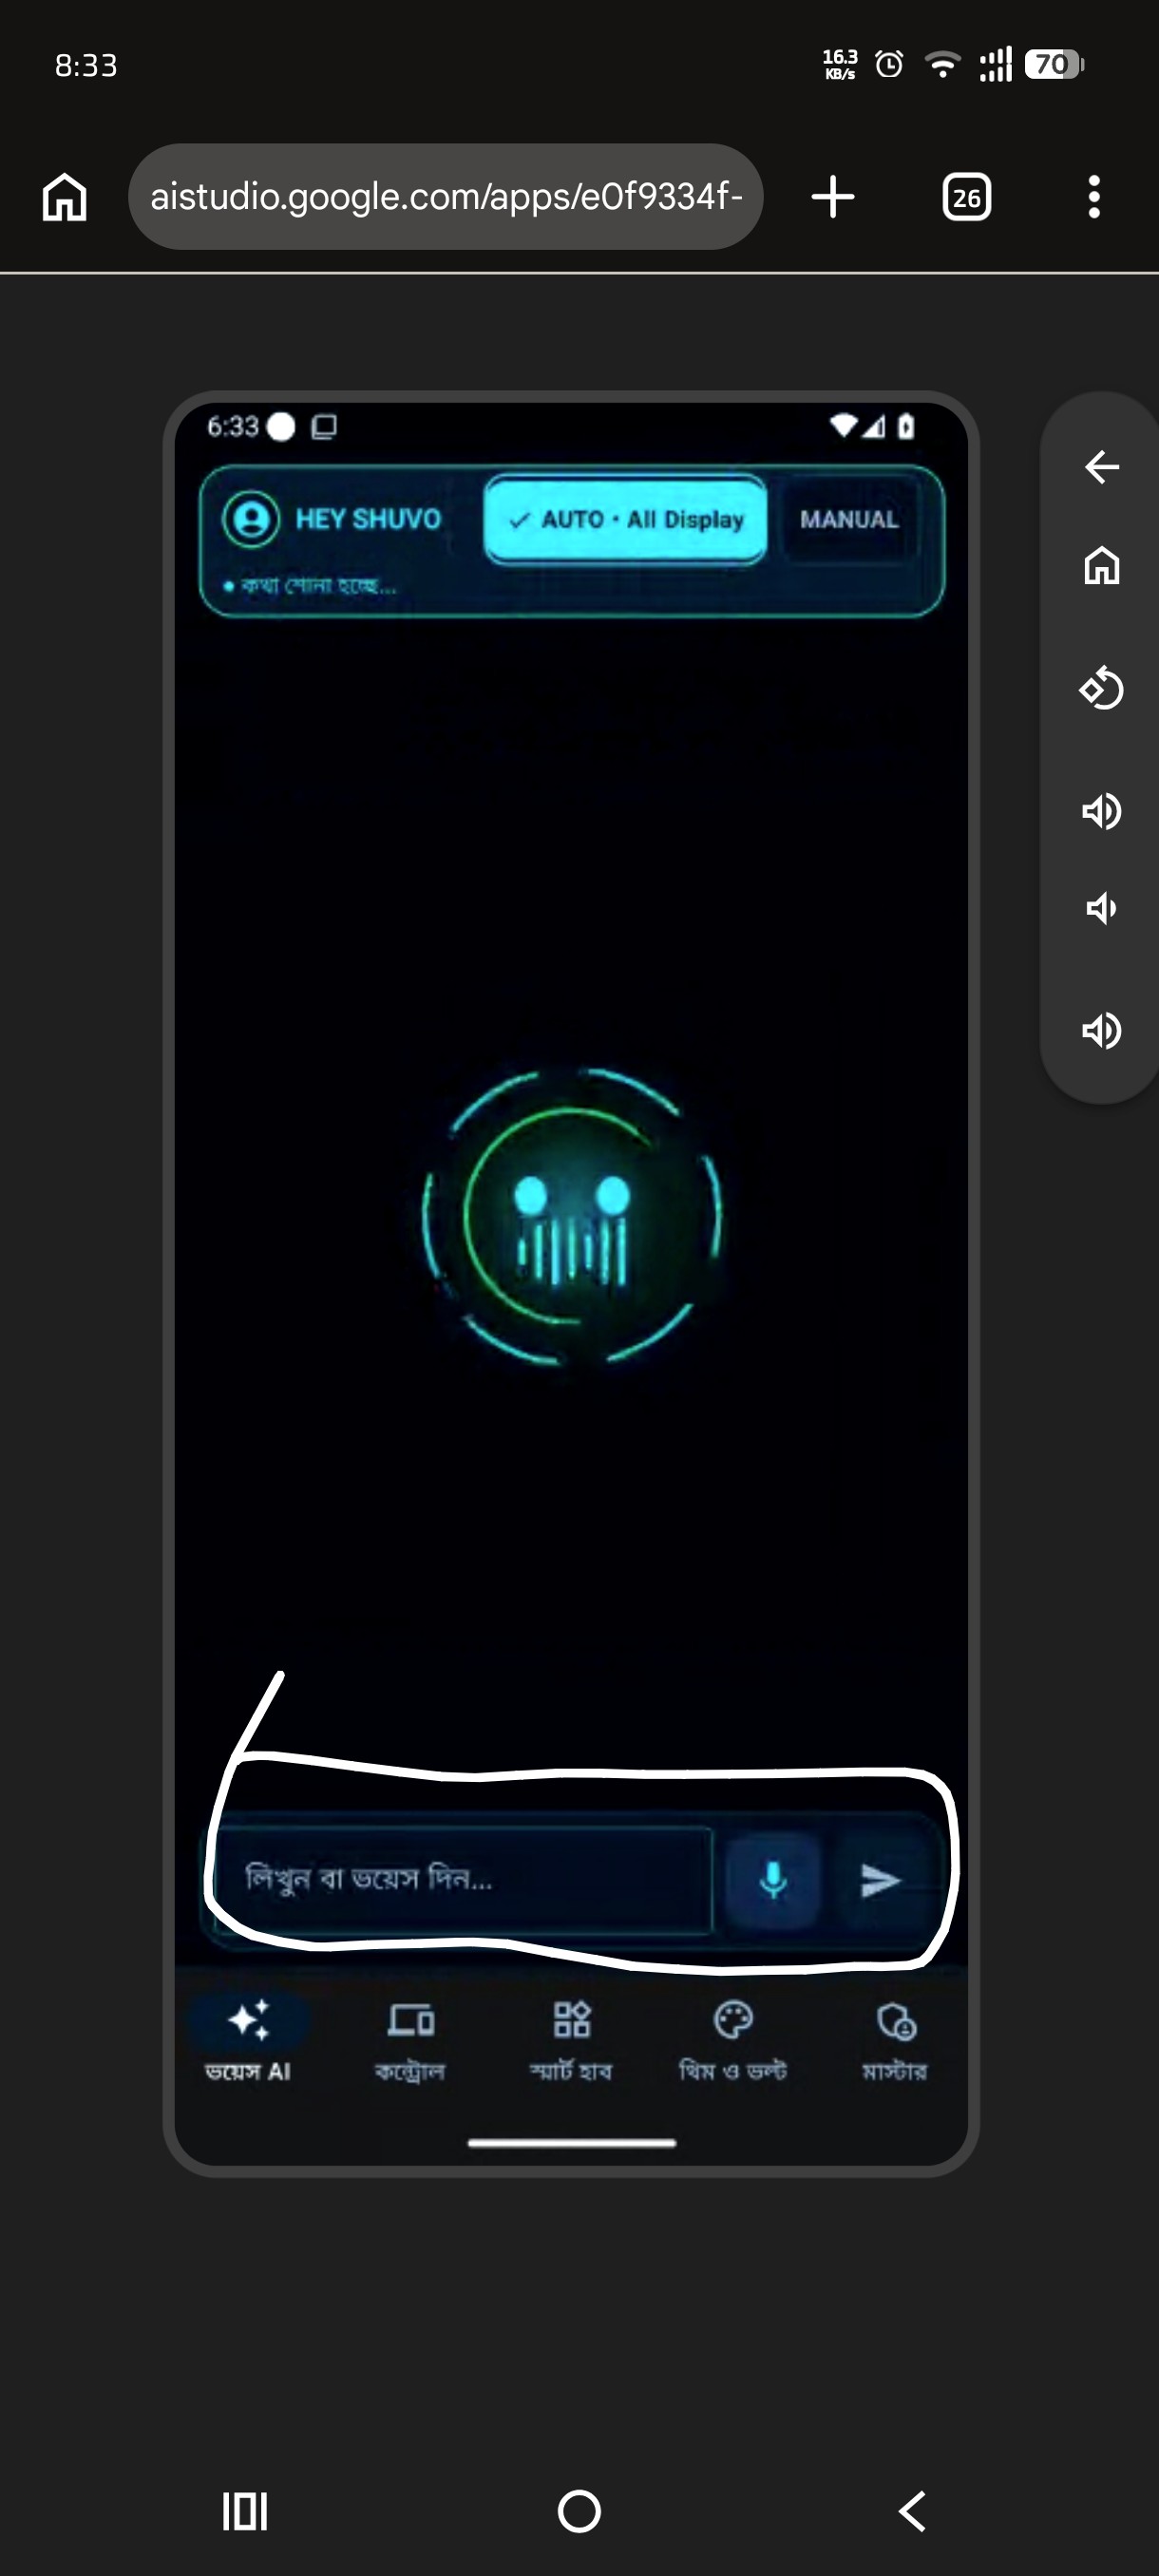 8:33
16.3
KB/s
70
aistudio.google.com/apps/e0f9334f-
26
6:33
HEY SHUVO
AUTO • All Display
MANUAL
• কথা শোনা হচ্ছে...
লিখুন বা ভয়েস দিন...
ভয়েস AI
কন্ট্রোল
স্মার্ট হাব
থিম ও ভল্ট
মাস্টার